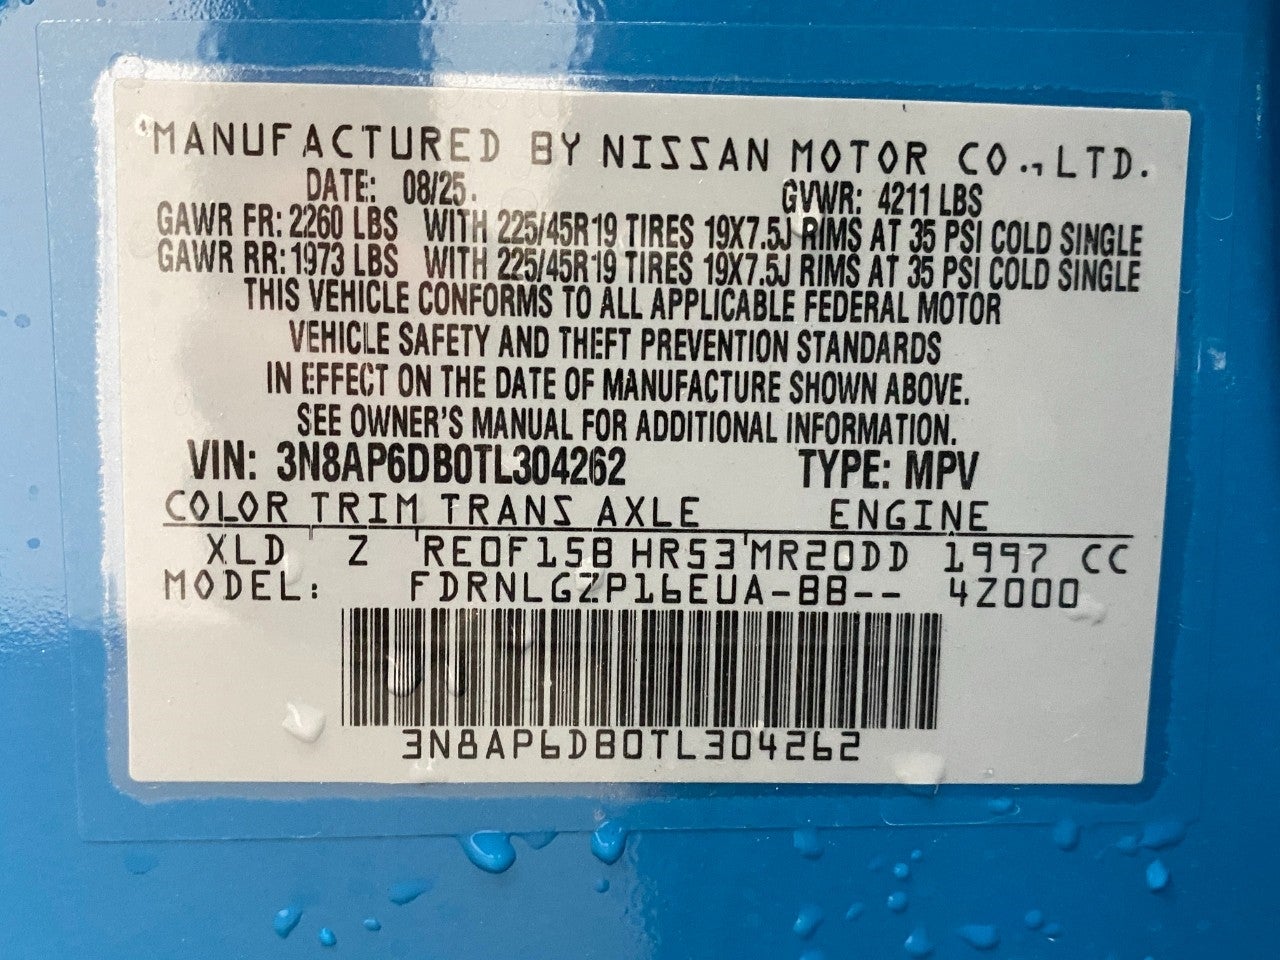 MANUFACTURED BY NISSAN MOTOR CO., LTD.
DATE: 08/25. GVWR: 4211 LBS
GAWR FR: 2260 LBS WITH 225/45R19 TIRES 19X7.5J RIMS AT 35 PSI COLD SINGLE
GAWR RR: 1973 LBS WITH 225/45R19 TIRES 19X7.5J RIMS AT 35 PSI COLD SINGLE
THIS VEHICLE CONFORMS TO ALL APPLICABLE FEDERAL MOTOR
VEHICLE SAFETY AND THEFT PREVENTION STANDARDS
IN EFFECT ON THE DATE OF MANUFACTURE SHOWN ABOVE.
SEE OWNER'S MANUAL FOR ADDITIONAL INFORMATION.
VIN: 3N8AP6DB0TL304262 TYPE: MPV
COLOR TRIM TRANS AXLE ENGINE
XLD Z RE0F15B HR53 MR20DD 1997 CC
MODEL: FDRNLGZP16EUA-BB-- 4Z000
3N8AP6DB0TL304262